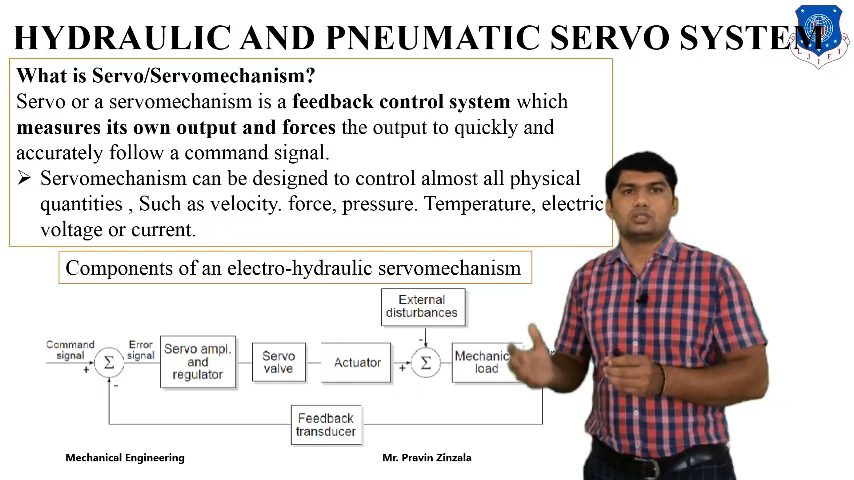 HYDRAULIC AND PNEUMATIC SERVO SYSTEM
What is Servo/Servomechanism?
Servo or a servomechanism is a feedback control system which
measures its own output and forces the output to quickly and
accurately follow a command signal.
➢ Servomechanism can be designed to control almost all physical
quantities , Such as velocity. force, pressure. Temperature, electric
voltage or current.
Components of an electro-hydraulic servomechanism
External
disturbances
Command
signal
+
-
Σ
Error
signal
Servo ampl.
and
regulator
Servo
valve
Actuator
+
-
Σ
load
Feedback
transducer
Mechanical Engineering
Mr. Pravin Zinzala